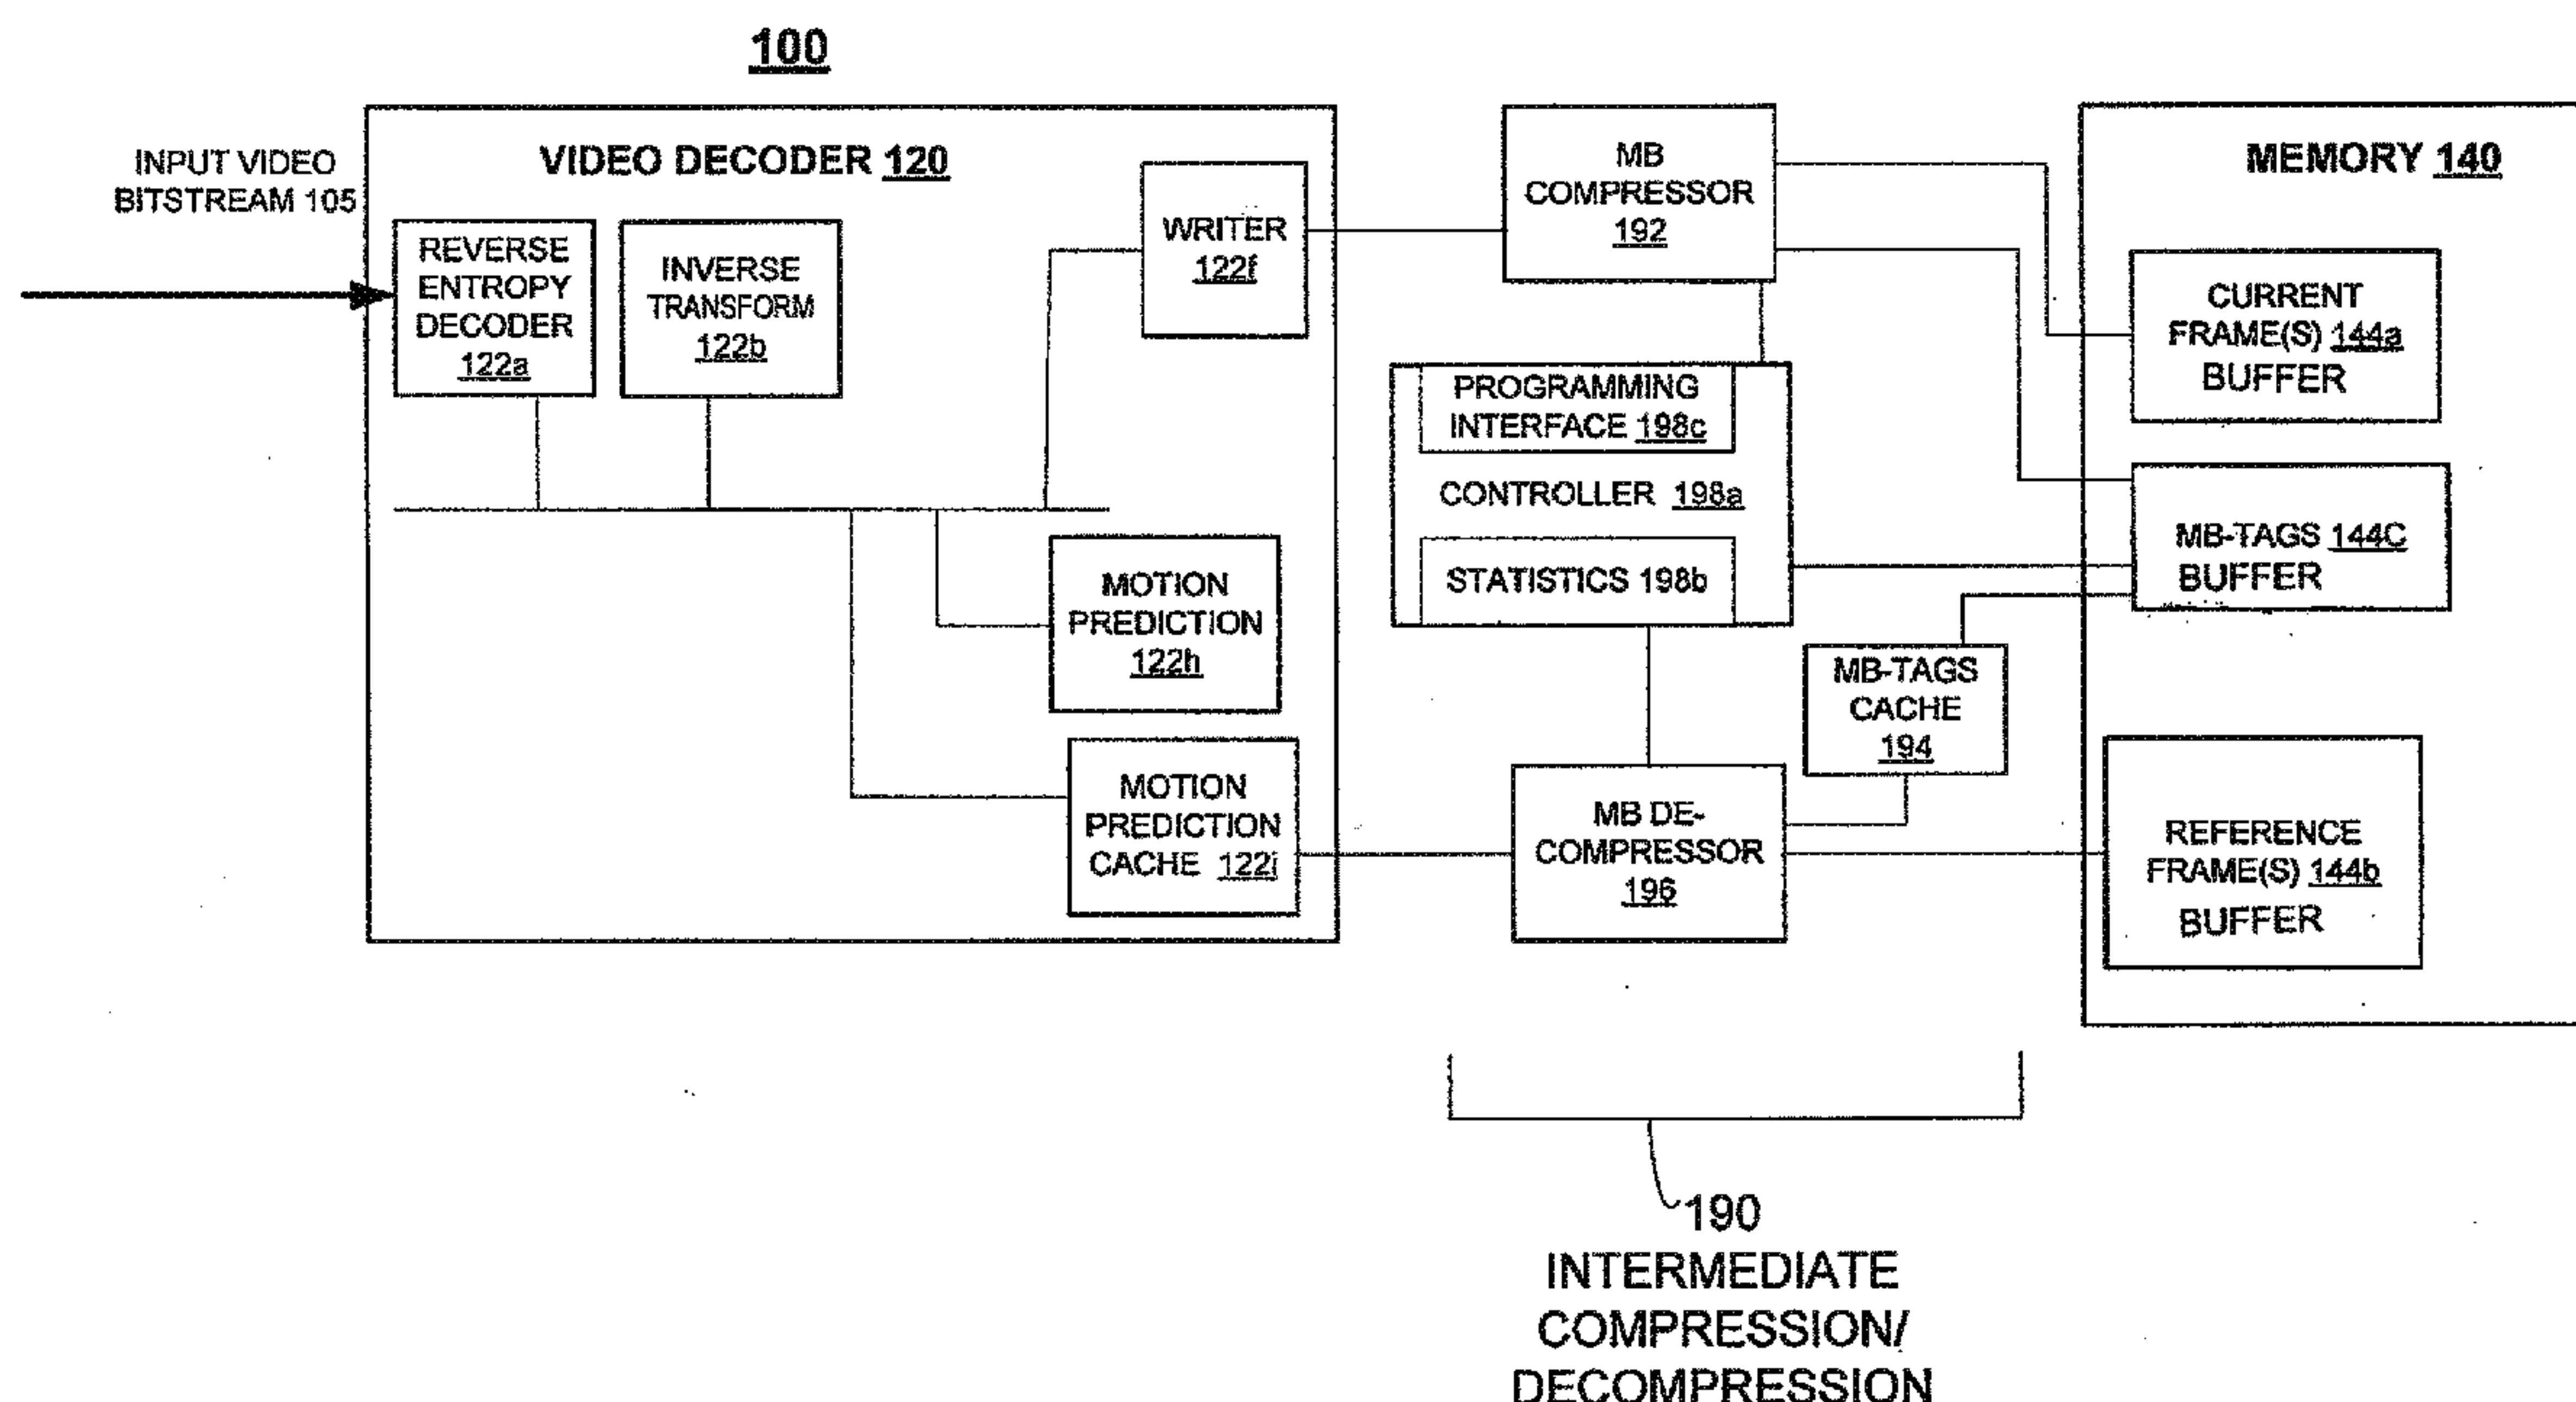 100
INPUT VIDEO
BITSTREAM 105
VIDEO DECODER 120
REVERSE
ENTROPY
DECODER
122a
INVERSE
TRANSFORM
122b
WRITER
122f
MOTION
PREDICTION
122h
MOTION
PREDICTION
CACHE 122i
MB
COMPRESSOR
192
PROGRAMMING
INTERFACE 198c
CONTROLLER 198a
STATISTICS 198b
MB-TAGS
CACHE
194
MB DE-
COMPRESSOR
196
MEMORY 140
CURRENT
FRAME(S) 144a
BUFFER
MB-TAGS 144C
BUFFER
REFERENCE
FRAME(S) 144b
BUFFER
190
INTERMEDIATE
COMPRESSION/
DECOMPRESSION